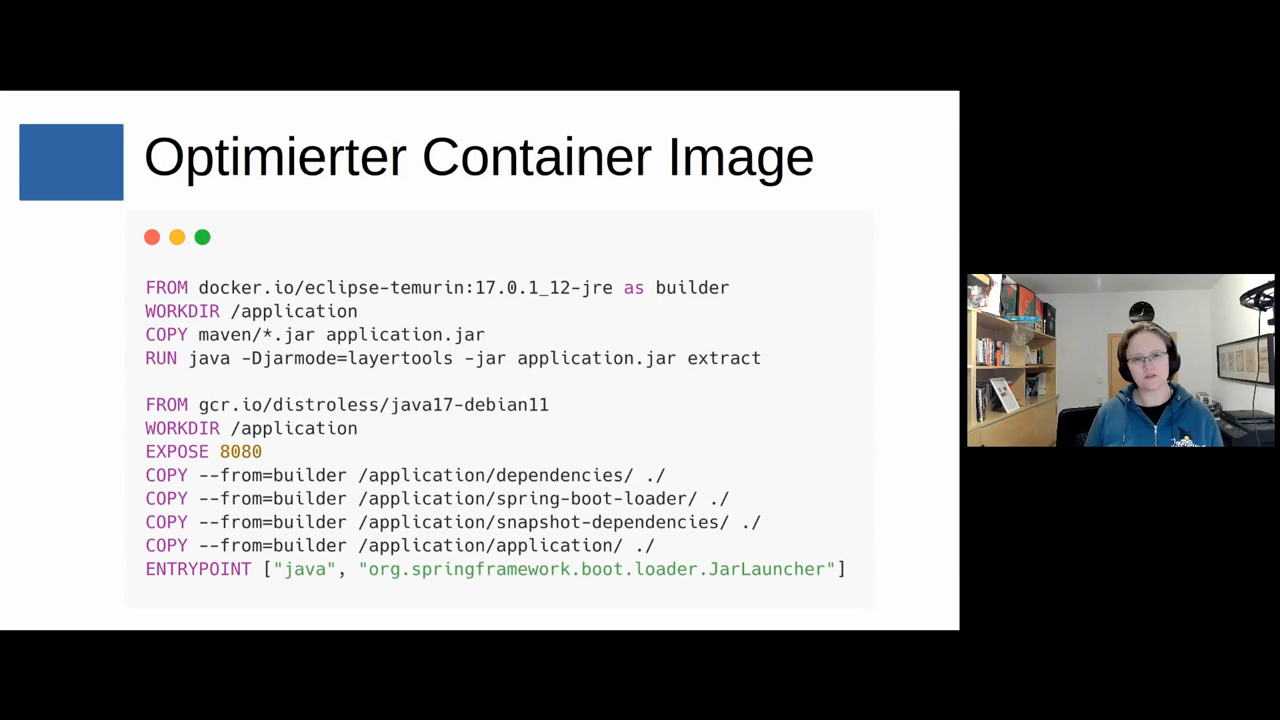 Optimierter Container Image
FROM docker.io/eclipse-temurin:17.0.1_12-jre as builder
WORKDIR /application
COPY maven/*.jar application.jar
RUN java -Djarmode=layertools -jar application.jar extract
FROM gcr.io/distroless/java17-debian11
WORKDIR /application
EXPOSE 8080
COPY --from=builder /application/dependencies/ ./
COPY --from=builder /application/spring-boot-loader/ ./
COPY --from=builder /application/snapshot-dependencies/ ./
COPY --from=builder /application/application/ ./
ENTRYPOINT ["java", "org.springframework.boot.loader.JarLauncher"]